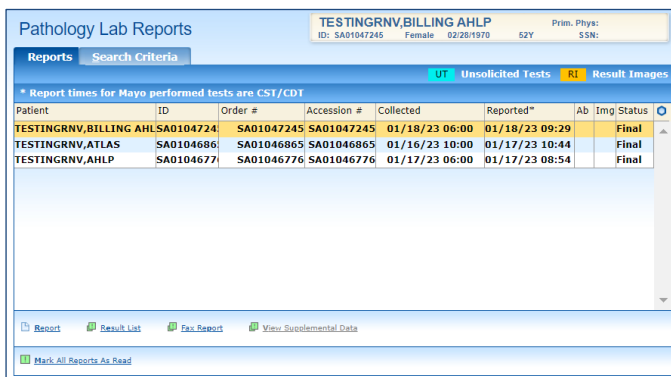 Pathology Lab Reports
TESTINGRNV,BILLING AHLP Prim. Phys:
ID: SA01047245 Female 02/28/1970 52Y SSN:
Reports Search Criteria
UT Unsolicited Tests RI Result Images
* Report times for Mayo performed tests are CST/CDT
Patient ID Order # Accession # Collected Reported* Ab Img Status
TESTINGRNV,BILLING AHL SA0104724 SA01047245 SA01047245 01/18/23 06:00 01/18/23 09:29 Final
TESTINGRNV,ATLAS SA0104686 SA01046865 SA01046865 01/16/23 10:00 01/17/23 10:44 Final
TESTINGRNV,AHLP SA0104677 SA01046776 SA01046776 01/17/23 06:00 01/17/23 08:54 Final
Report Result List Fax Report View Supplemental Data
Mark All Reports As Read